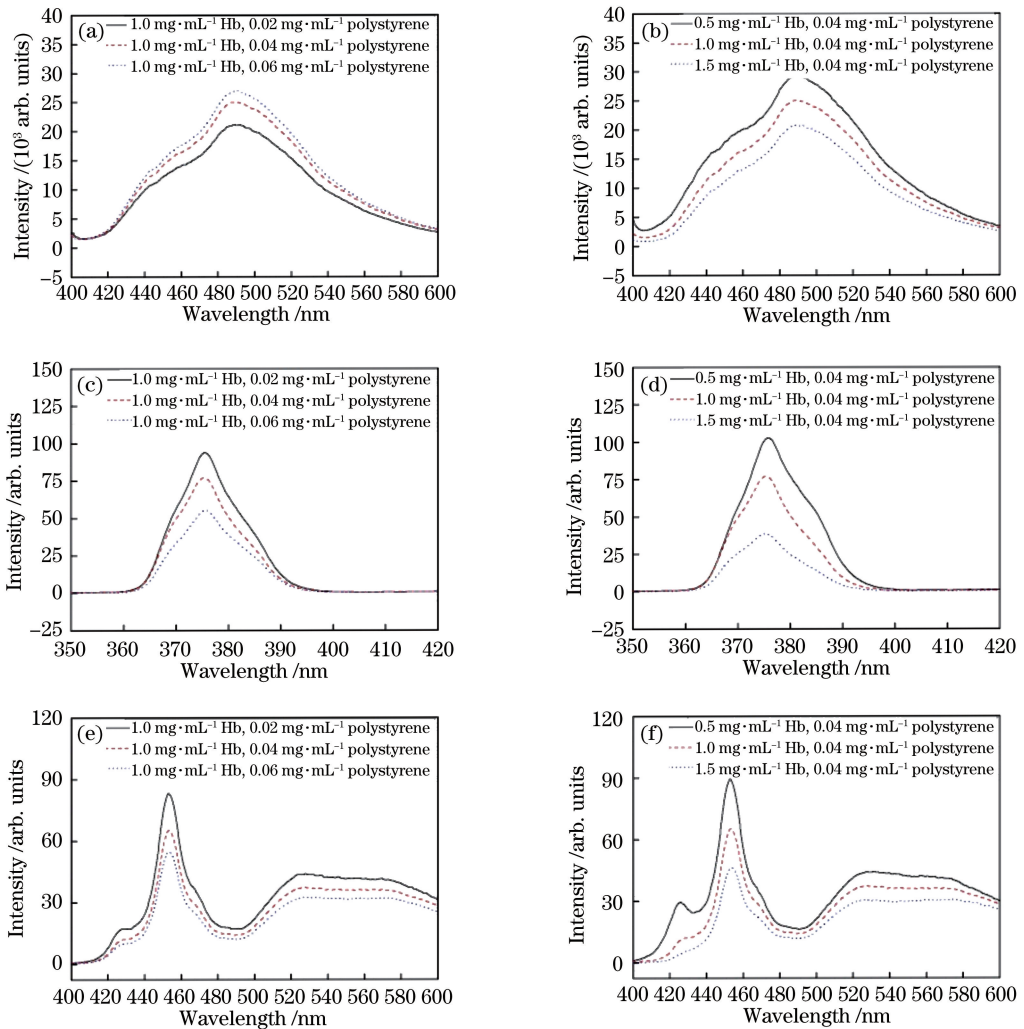 (a)
1.0 mg·mL⁻¹ Hb, 0.02 mg·mL⁻¹ polystyrene
1.0 mg·mL⁻¹ Hb, 0.04 mg·mL⁻¹ polystyrene
1.0 mg·mL⁻¹ Hb, 0.06 mg·mL⁻¹ polystyrene
Intensity /(10³ arb. units)
40
35
30
25
20
15
10
5
0
−5
400 420 440 460 480 500 520 540 560 580 600
Wavelength /nm
(b)
0.5 mg·mL⁻¹ Hb, 0.04 mg·mL⁻¹ polystyrene
1.0 mg·mL⁻¹ Hb, 0.04 mg·mL⁻¹ polystyrene
1.5 mg·mL⁻¹ Hb, 0.04 mg·mL⁻¹ polystyrene
Intensity /(10³ arb. units)
40
35
30
25
20
15
10
5
0
−5
400 420 440 460 480 500 520 540 560 580 600
Wavelength /nm
(c)
1.0 mg·mL⁻¹ Hb, 0.02 mg·mL⁻¹ polystyrene
1.0 mg·mL⁻¹ Hb, 0.04 mg·mL⁻¹ polystyrene
1.0 mg·mL⁻¹ Hb, 0.06 mg·mL⁻¹ polystyrene
Intensity /arb. units
150
125
100
75
50
25
0
−25
350 360 370 380 390 400 410 420
Wavelength /nm
(d)
0.5 mg·mL⁻¹ Hb, 0.04 mg·mL⁻¹ polystyrene
1.0 mg·mL⁻¹ Hb, 0.04 mg·mL⁻¹ polystyrene
1.5 mg·mL⁻¹ Hb, 0.04 mg·mL⁻¹ polystyrene
Intensity /arb. units
150
125
100
75
50
25
0
−25
350 360 370 380 390 400 410 420
Wavelength /nm
(e)
1.0 mg·mL⁻¹ Hb, 0.02 mg·mL⁻¹ polystyrene
1.0 mg·mL⁻¹ Hb, 0.04 mg·mL⁻¹ polystyrene
1.0 mg·mL⁻¹ Hb, 0.06 mg·mL⁻¹ polystyrene
Intensity /arb. units
120
90
60
30
0
400 420 440 460 480 500 520 540 560 580 600
Wavelength /nm
(f)
0.5 mg·mL⁻¹ Hb, 0.04 mg·mL⁻¹ polystyrene
1.0 mg·mL⁻¹ Hb, 0.04 mg·mL⁻¹ polystyrene
1.5 mg·mL⁻¹ Hb, 0.04 mg·mL⁻¹ polystyrene
Intensity /arb. units
120
90
60
30
0
400 420 440 460 480 500 520 540 560 580 600
Wavelength /nm